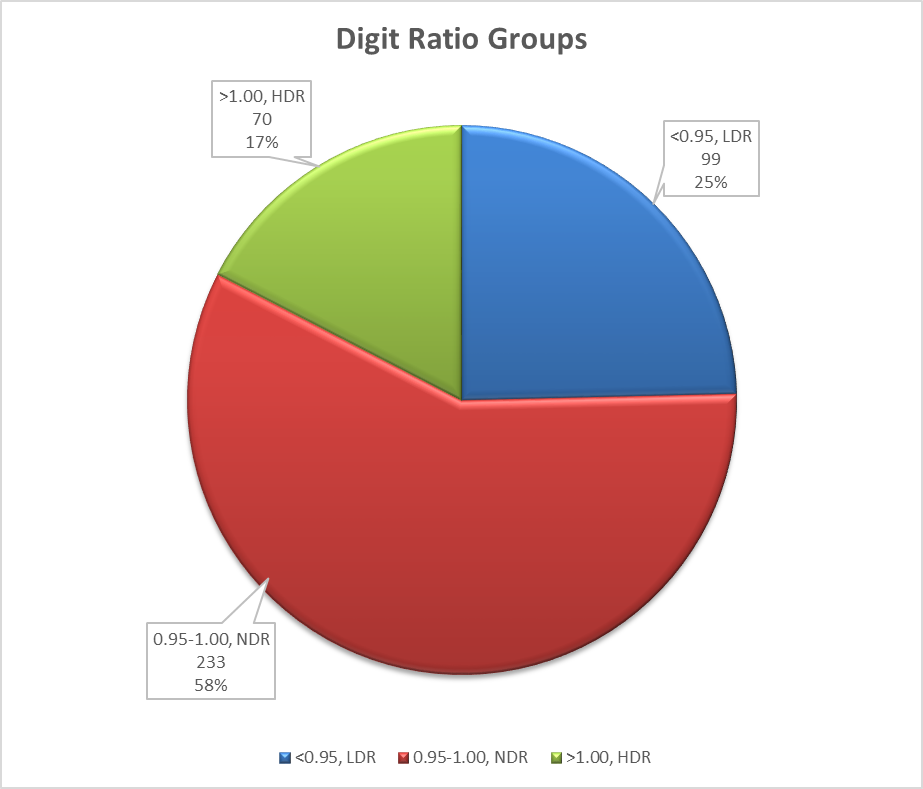 Digit Ratio Groups
>1.00, HDR
70
17%
<0.95, LDR
99
25%
0.95-1.00, NDR
233
58%
<0.95, LDR 0.95-1.00, NDR >1.00, HDR